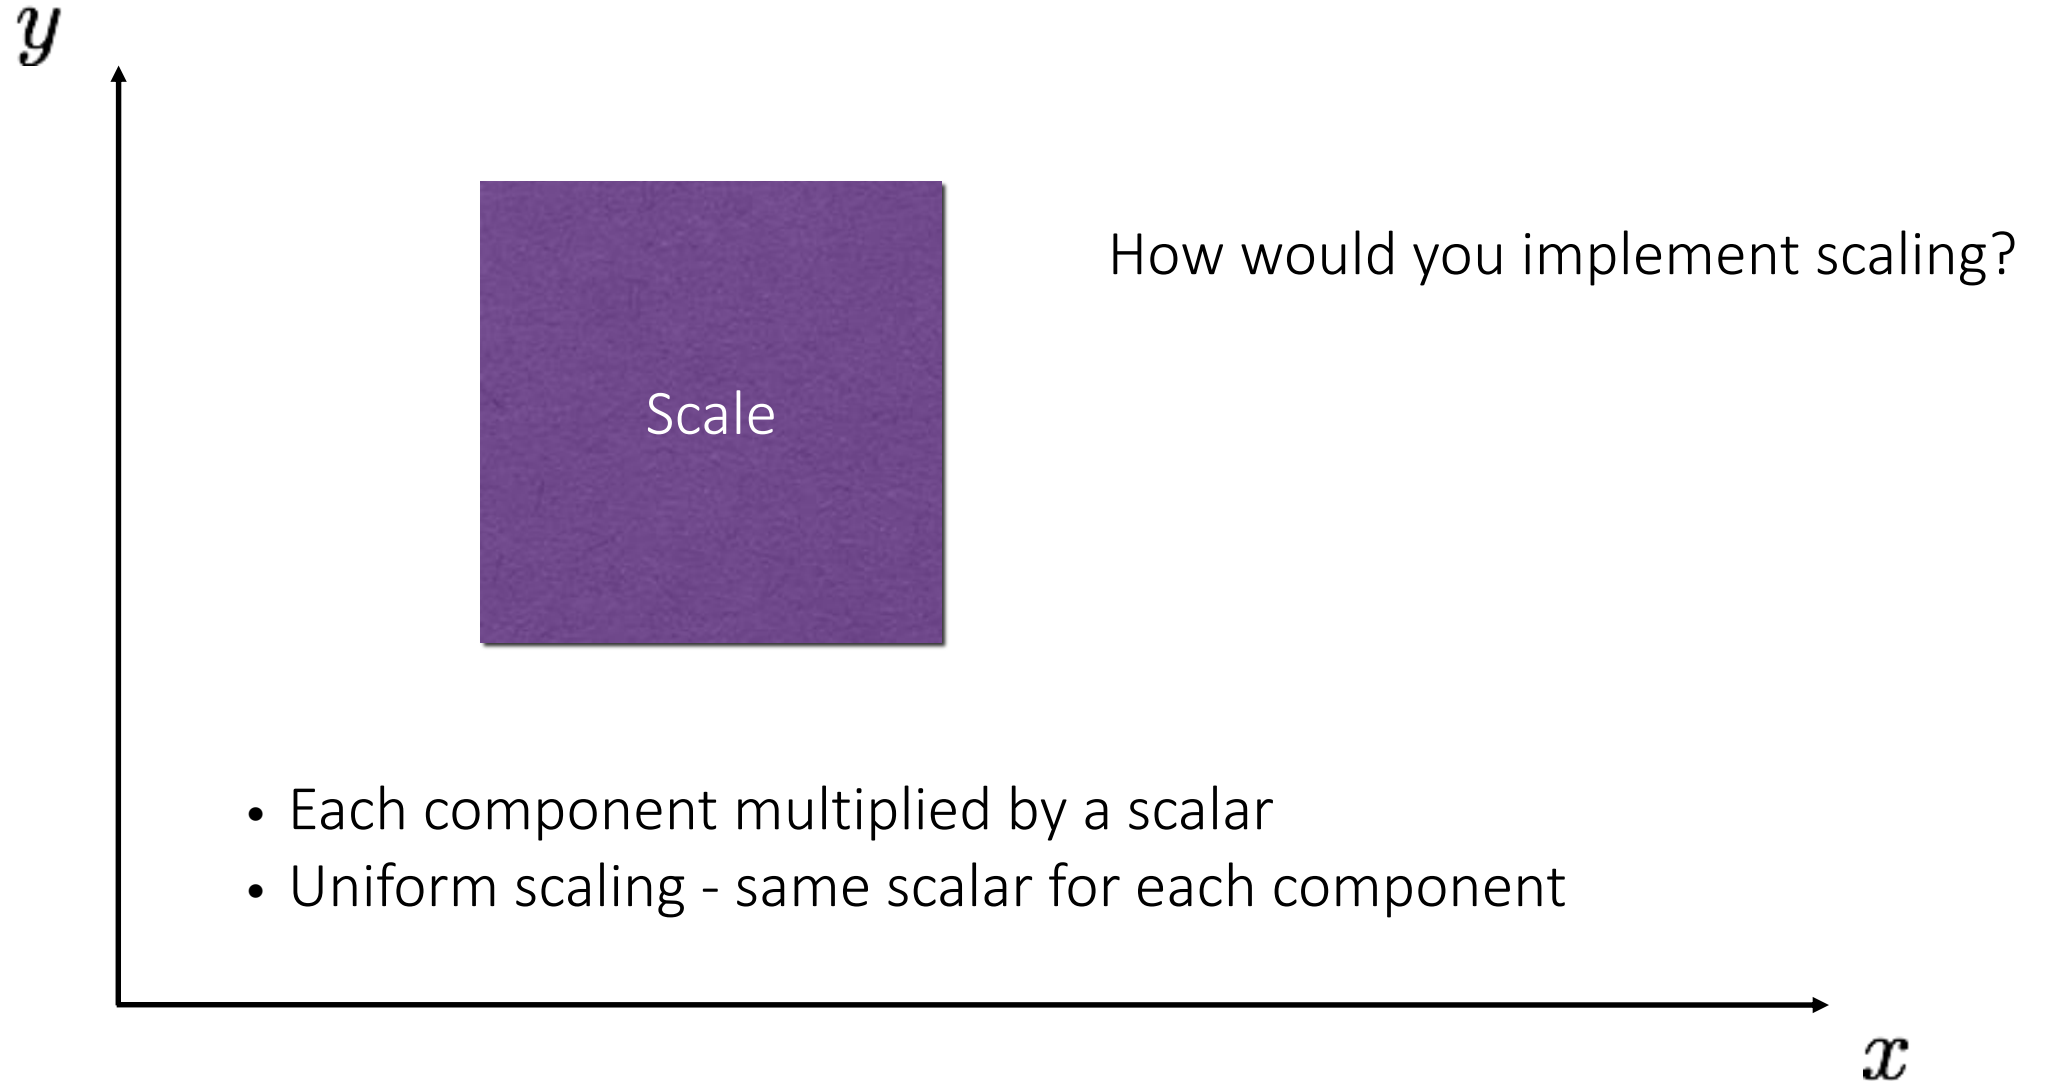 y
How would you implement scaling?
Scale
• Each component multiplied by a scalar
• Uniform scaling - same scalar for each component
x